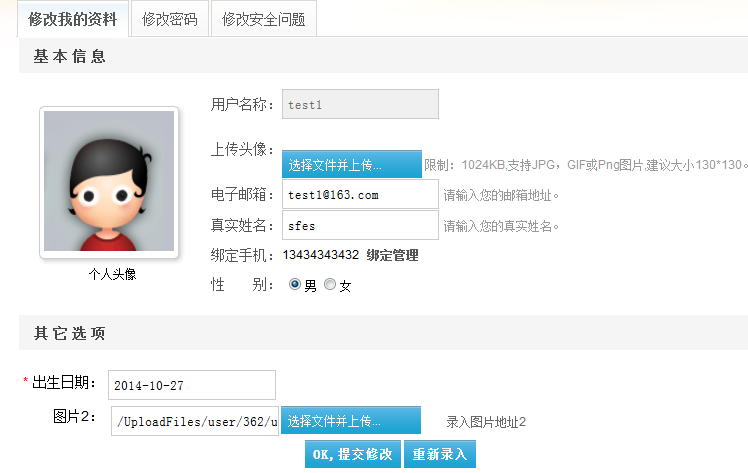 修改我的资料 修改密码 修改安全问题
基本信息
用户名称： test1
上传头像： 选择文件并上传... 限制：1024KB,支持JPG，GIF或Png图片,建议大小130*130。
电子邮箱： test1@163.com 请输入您的邮箱地址。
真实姓名： sfes 请输入您的真实姓名。
绑定手机： 13434343432 绑定管理
个人头像
性 别： 男 女
其它选项
* 出生日期： 2014-10-27
图片2： /UploadFiles/user/362/u 选择文件并上传... 录入图片地址2
OK,提交修改 重新录入